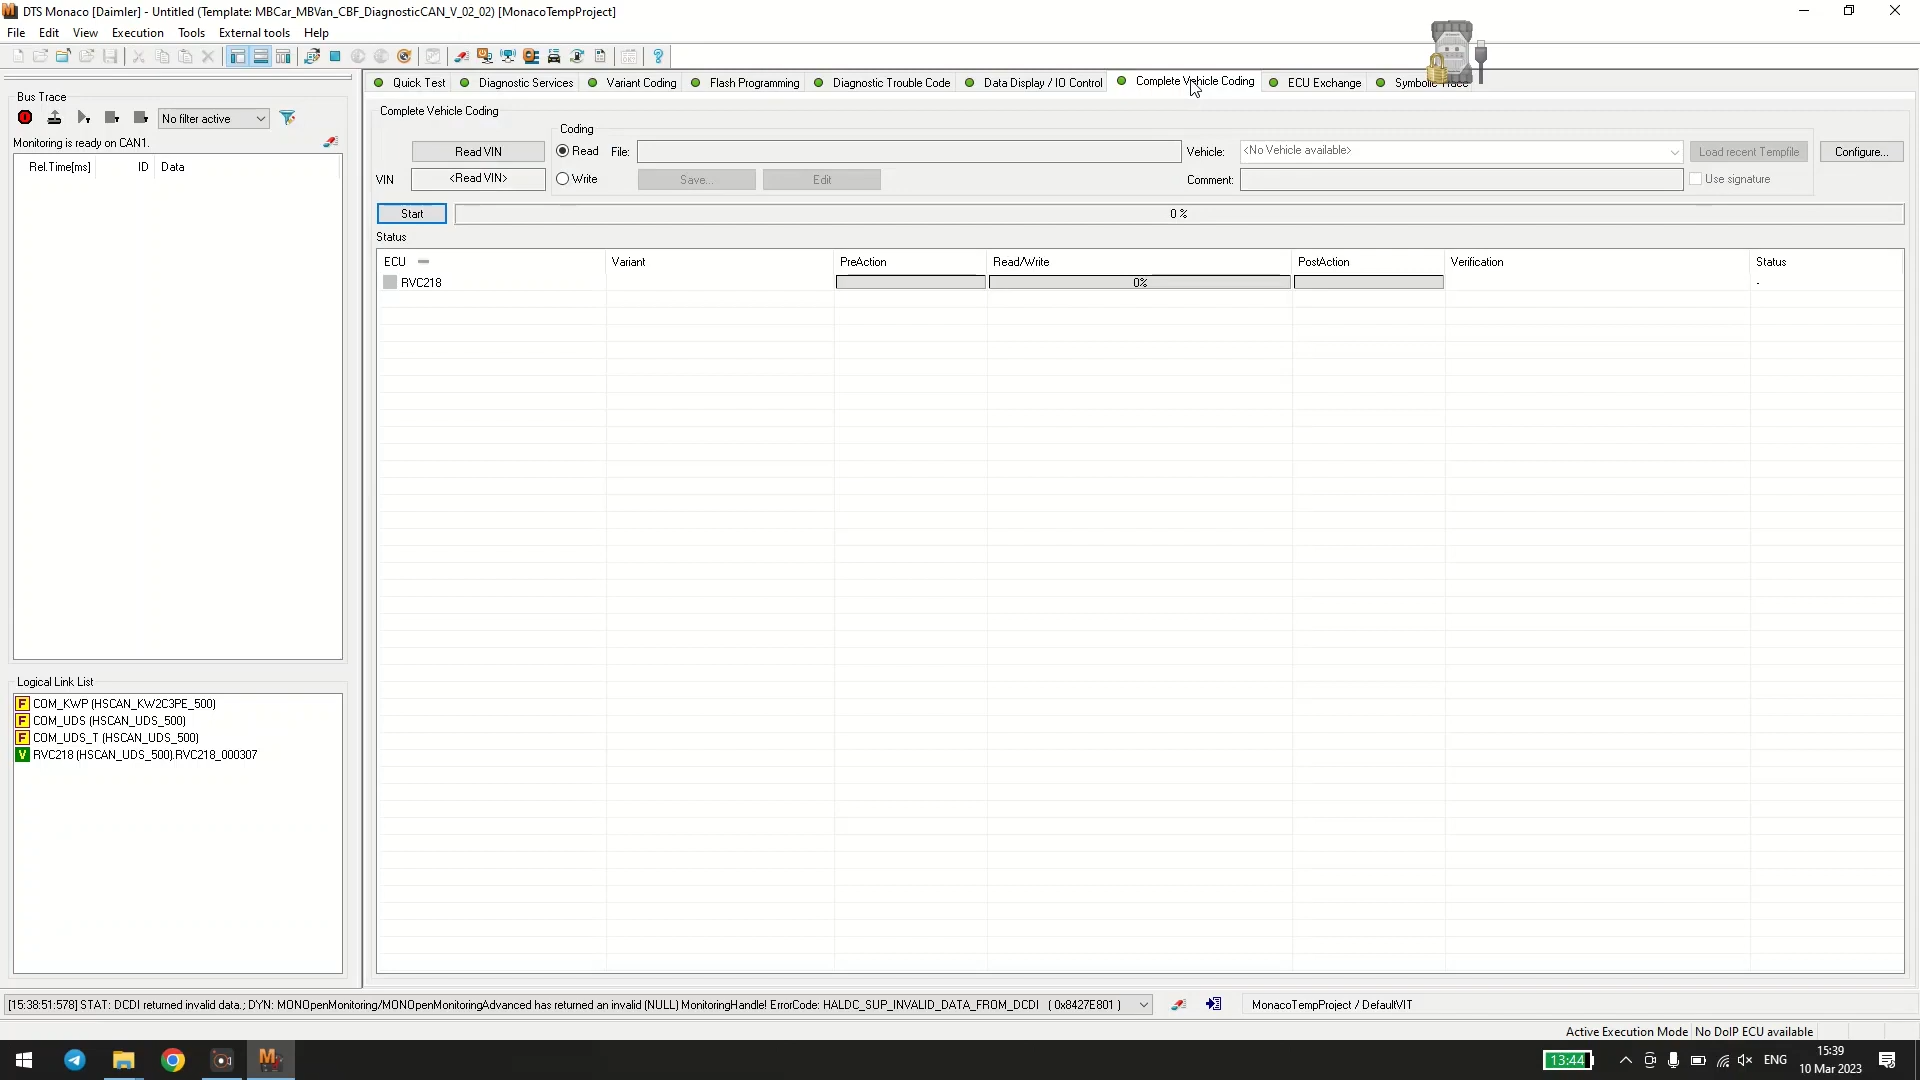 DTS Monaco [Daimler] - Untitled (Template: MBCar_MBVan_CBF_DiagnosticCAN_V_02_02) [MonacoTempProject]
File Edit View Execution Tools External tools Help
Quick Test Diagnostic Services Variant Coding Flash Programming Diagnostic Trouble Code Data Display / IO Control Complete Vehicle Coding ECU Exchange Symbolic Trace
Bus Trace
No filter active
Monitoring is ready on CAN1.
Rel.Time[ms] ID Data
Complete Vehicle Coding
Coding
Read VIN Read File: Vehicle: <No Vehicle available> Load recent Tempfile Configure...
VIN <Read VIN> Write Save... Edit Comment: Use signature
Start 0 %
Status
ECU Variant PreAction Read/Write PostAction Verification Status
RVC218 0% -
Logical Link List
F COM_KWP (HSCAN_KW2C3PE_500)
F COM_UDS (HSCAN_UDS_500)
F COM_UDS_T (HSCAN_UDS_500)
V RVC218 (HSCAN_UDS_500).RVC218_000307
[15:38:51:578] STAT: DCDI returned invalid data.; DYN: MONOpenMonitoring/MONOpenMonitoringAdvanced has returned an invalid (NULL) MonitoringHandle! ErrorCode: HALDC_SUP_INVALID_DATA_FROM_DCDI ( 0x8427E801 ) MonacoTempProject / DefaultVIT
Active Execution Mode No DoIP ECU available
13:44 ENG 15:39
10 Mar 2023